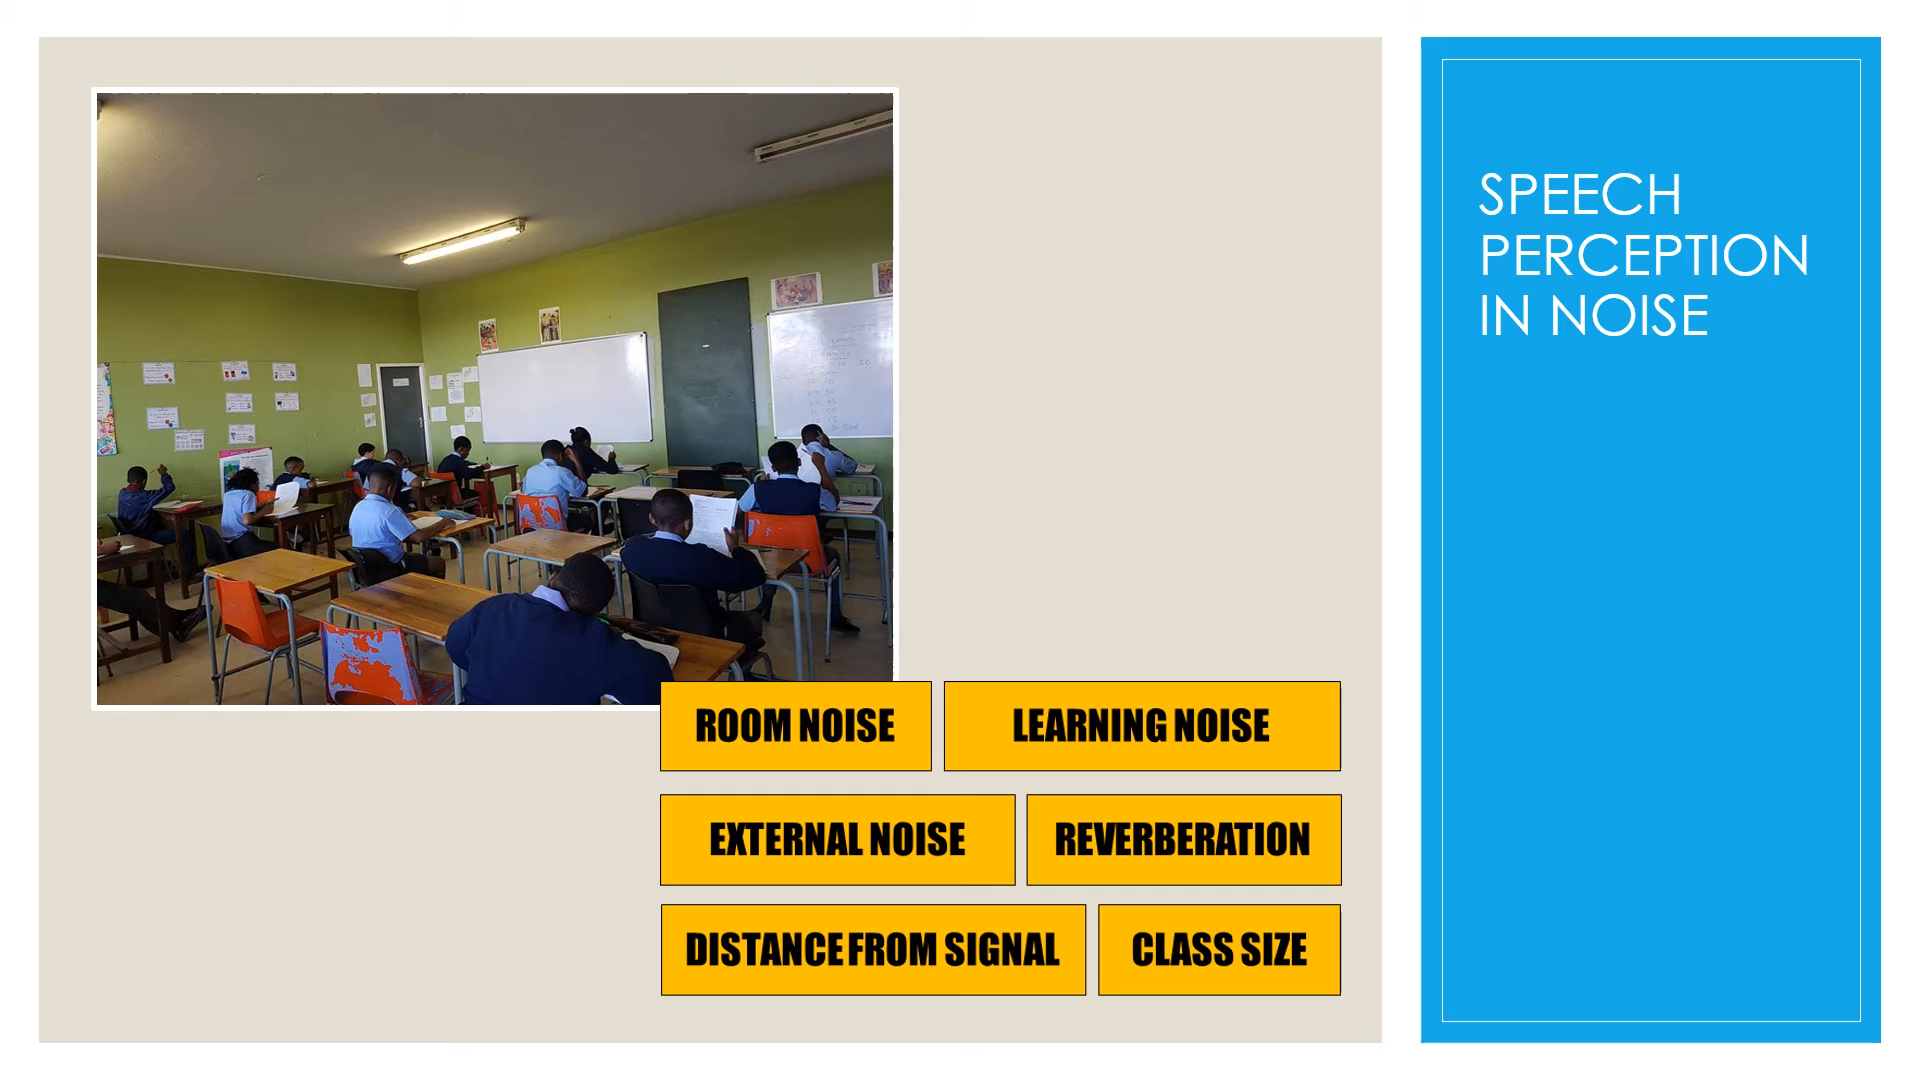 SPEECH
PERCEPTION
IN NOISE
ROOM NOISE
LEARNING NOISE
EXTERNAL NOISE
REVERBERATION
DISTANCE FROM SIGNAL
CLASS SIZE